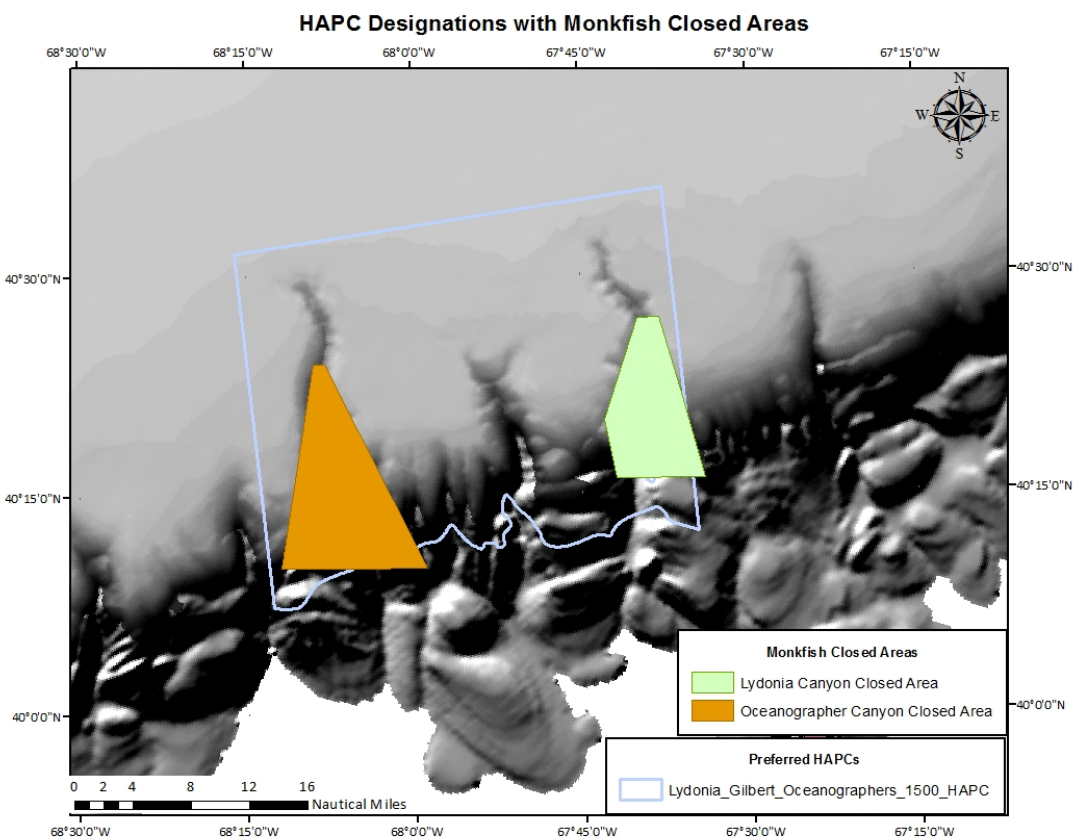 HAPC Designations with Monkfish Closed Areas
68°30'0"W 68°15'0"W 68°0'0"W 67°45'0"W 67°30'0"W 67°15'0"W
N
W E
S
40°30'0"N 40°30'0"N
40°15'0"N 40°15'0"N
Monkfish Closed Areas
Lydonia Canyon Closed Area
Oceanographer Canyon Closed Area
40°0'0"N 40°0'0"N
Preferred HAPCs
Lydonia_Gilbert_Oceanographers_1500_HAPC
0 2 4 8 12 16
Nautical Miles
68°30'0"W 68°15'0"W 68°0'0"W 67°45'0"W 67°30'0"W 67°15'0"W